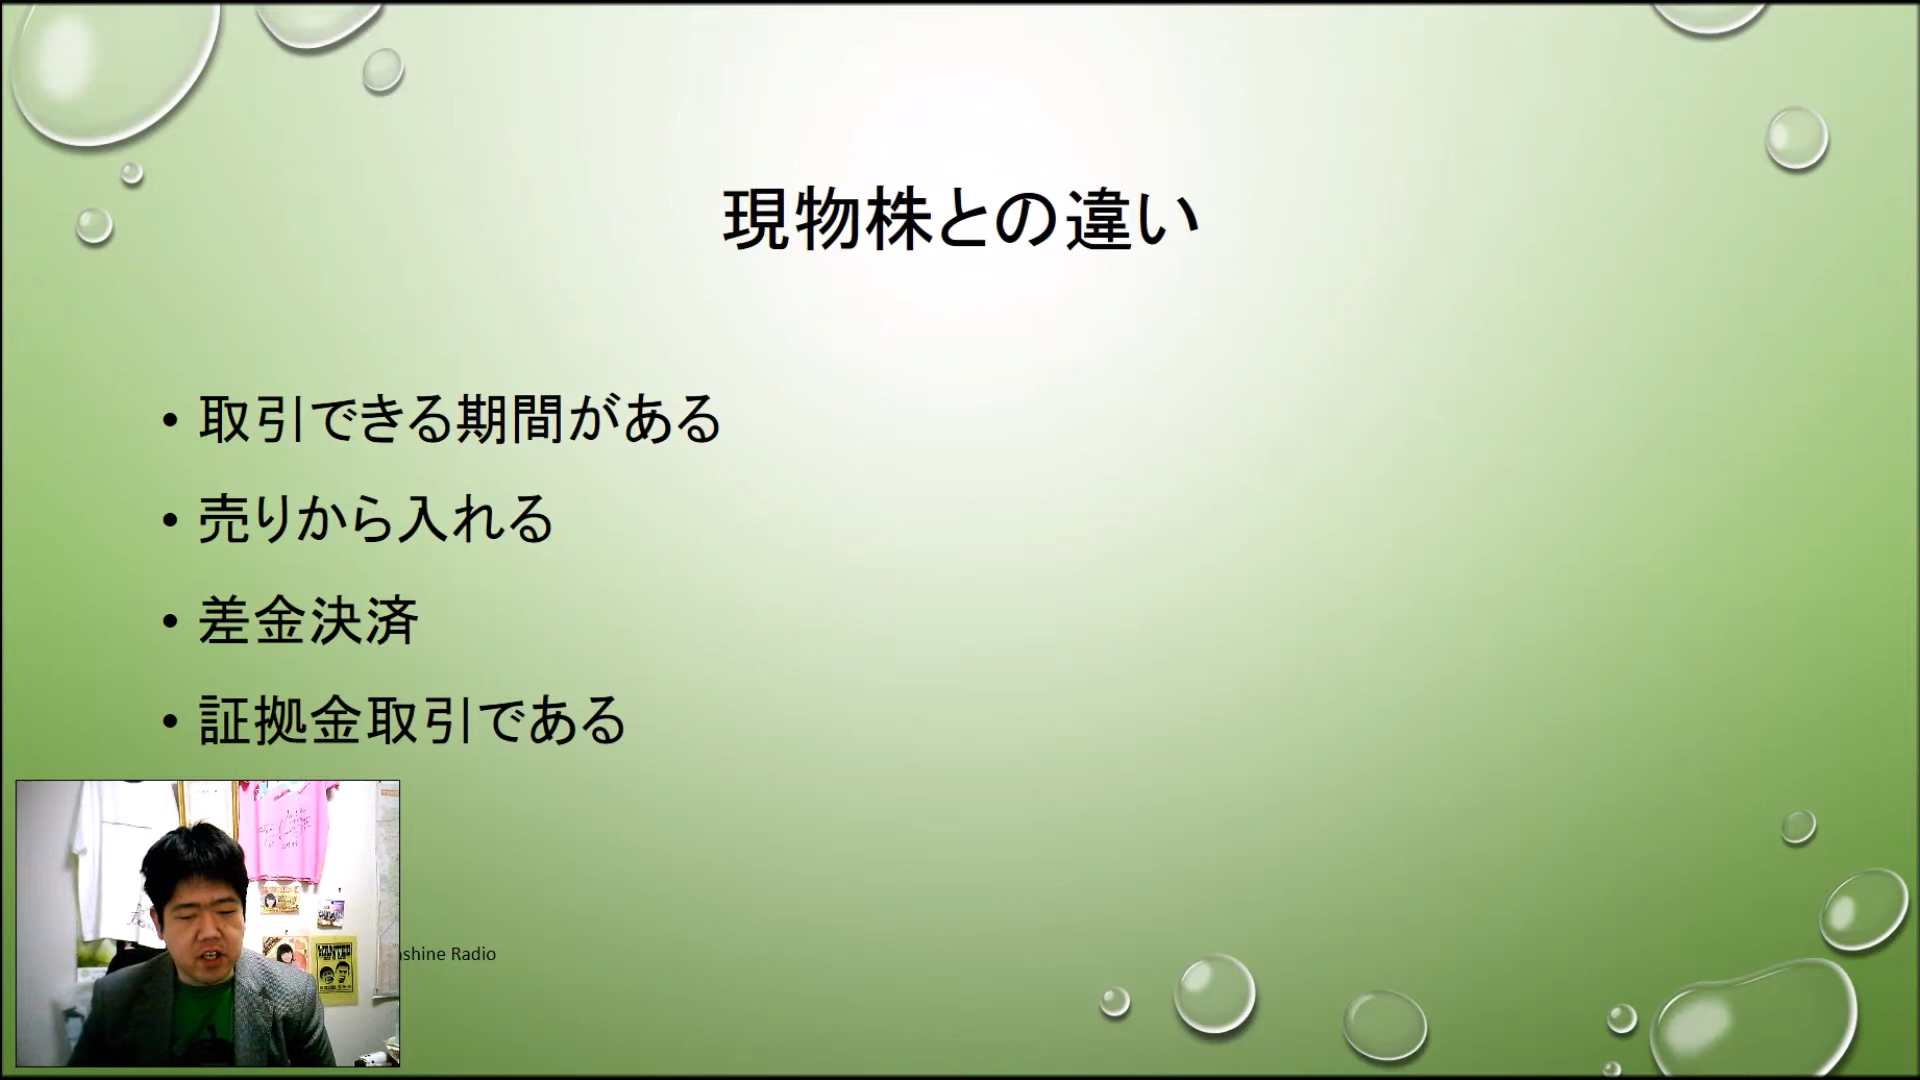 現物株との違い
• 取引できる期間がある
• 売りから入れる
• 差金決済
• 証拠金取引である
WANTED
shine Radio